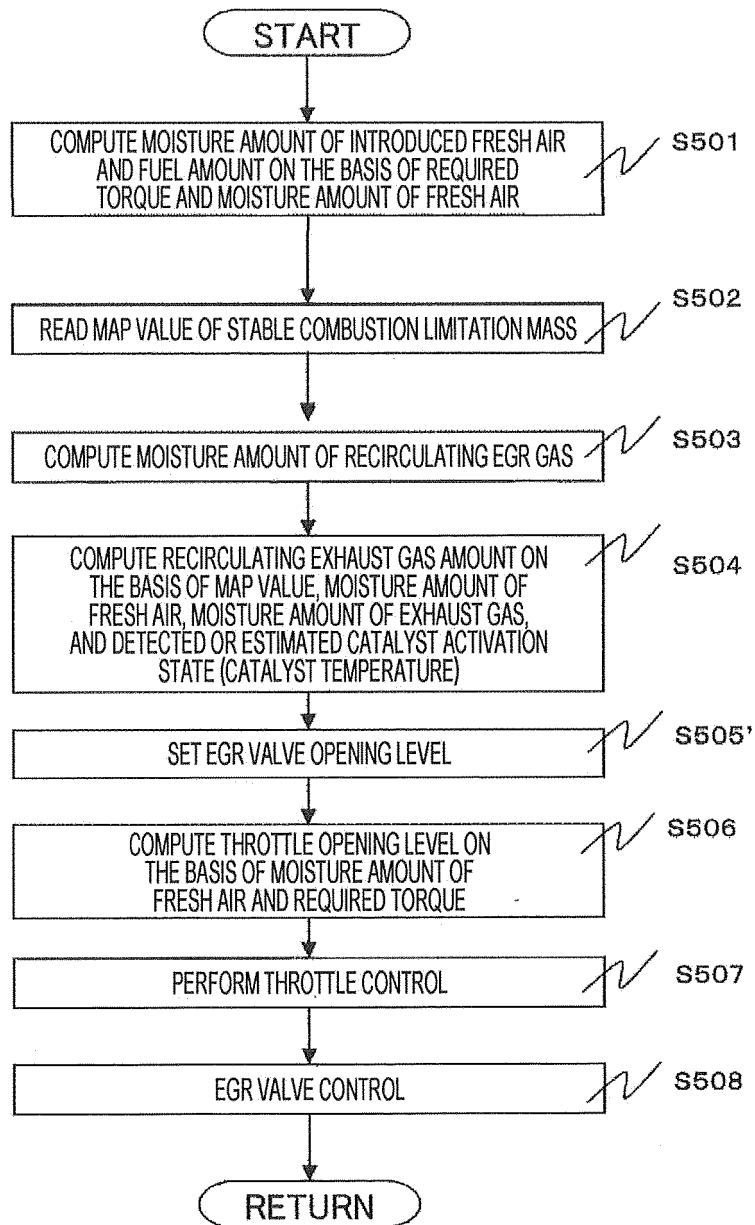 START
COMPUTE MOISTURE AMOUNT OF INTRODUCED FRESH AIR
AND FUEL AMOUNT ON THE BASIS OF REQUIRED
TORQUE AND MOISTURE AMOUNT OF FRESH AIR
S501
READ MAP VALUE OF STABLE COMBUSTION LIMITATION MASS
S502
COMPUTE MOISTURE AMOUNT OF RECIRCULATING EGR GAS
S503
COMPUTE RECIRCULATING EXHAUST GAS AMOUNT ON
THE BASIS OF MAP VALUE, MOISTURE AMOUNT OF
FRESH AIR, MOISTURE AMOUNT OF EXHAUST GAS,
AND DETECTED OR ESTIMATED CATALYST ACTIVATION
STATE (CATALYST TEMPERATURE)
S504
SET EGR VALVE OPENING LEVEL
S505'
COMPUTE THROTTLE OPENING LEVEL ON
THE BASIS OF MOISTURE AMOUNT OF
FRESH AIR AND REQUIRED TORQUE
S506
PERFORM THROTTLE CONTROL
S507
EGR VALVE CONTROL
S508
RETURN